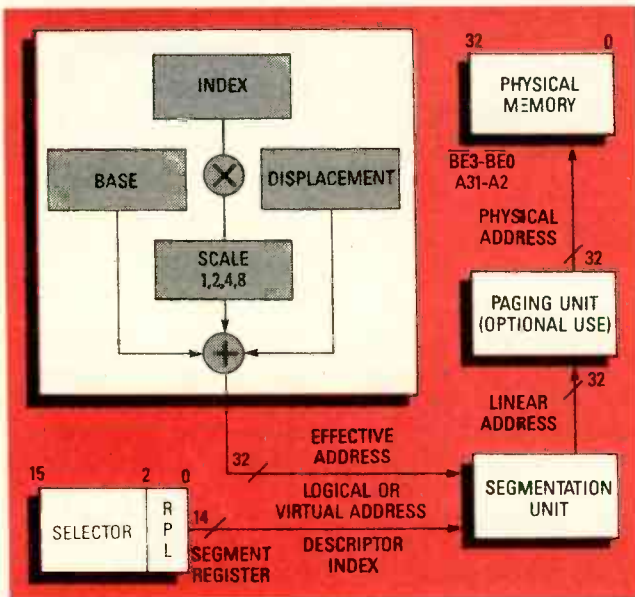 INDEX
BASE
×
DISPLACEMENT
SCALE
1,2,4,8
+
32
EFFECTIVE
ADDRESS
LOGICAL OR
VIRTUAL ADDRESS
15
2
0
SELECTOR
R
P
L
14
SEGMENT
REGISTER
DESCRIPTOR
INDEX
32
0
PHYSICAL
MEMORY
BE3-BE0
A31-A2
PHYSICAL
ADDRESS
32
PAGING UNIT
(OPTIONAL USE)
32
LINEAR
ADDRESS
SEGMENTATION
UNIT